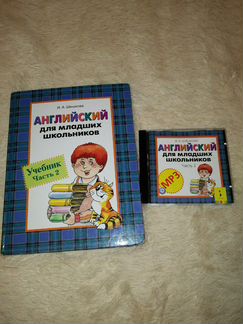 И. А. Шишкова
АНГЛИЙСКИЙ
для младших
школьников
Учебник
Часть 2
АНГЛИЙСКИЙ
для младших
школьников
Часть 2
MP3